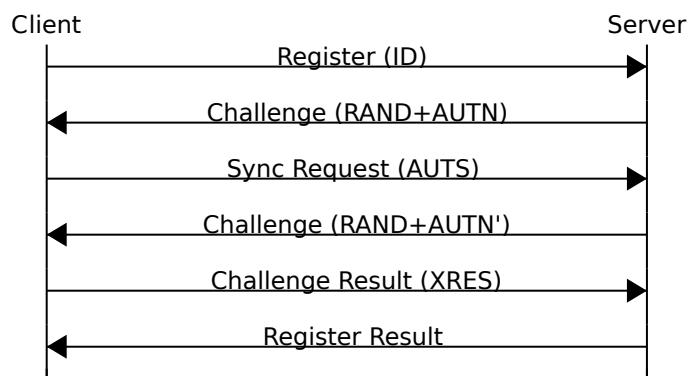 Client Server
Register (ID)
Challenge (RAND+AUTN)
Sync Request (AUTS)
Challenge (RAND+AUTN')
Challenge Result (XRES)
Register Result